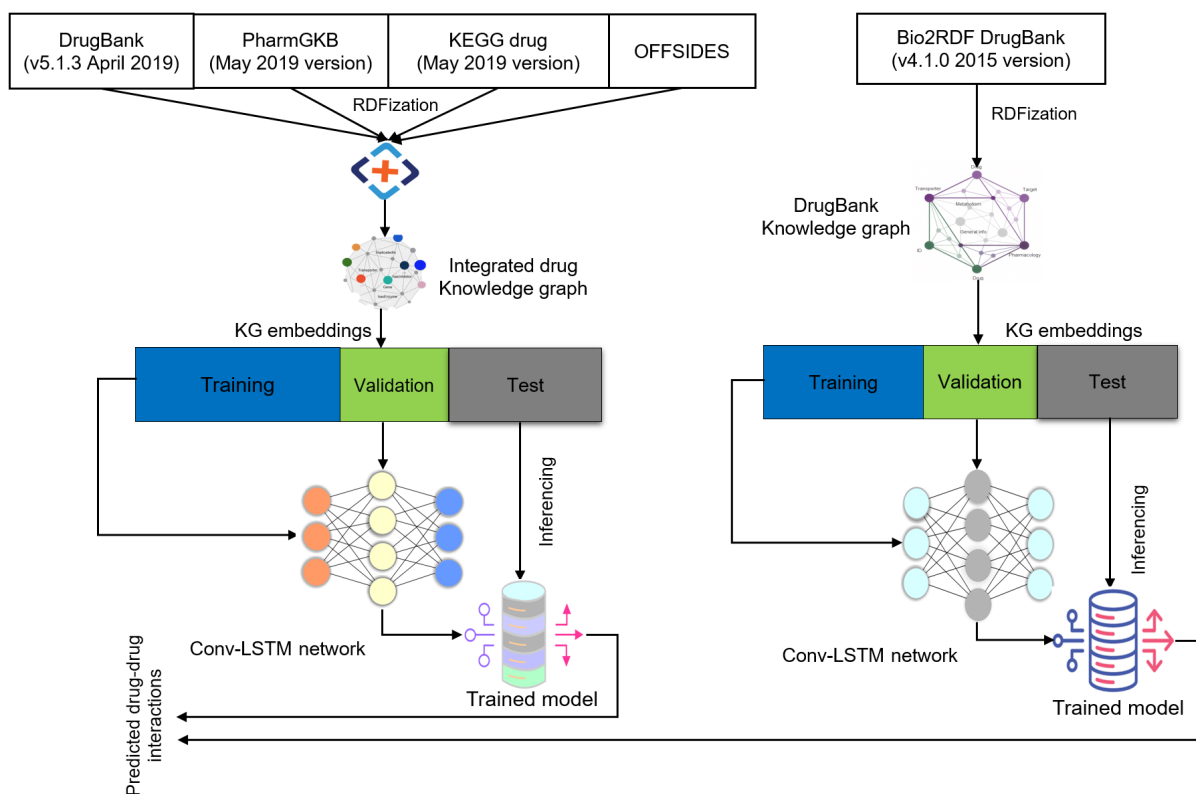 DrugBank
(v5.1.3 April 2019)
PharmGKB
(May 2019 version)
KEGG drug
(May 2019 version)
OFFSIDES
RDFization
Integrated drug
Knowledge graph
KG embeddings
Training
Validation
Test
Inferencing
Conv-LSTM network
Trained model
Predicted drug-drug
interactions
Bio2RDF DrugBank
(v4.1.0 2015 version)
RDFization
DrugBank
Knowledge graph
Drug
Transporter
Target
Metabolism
General info
ID
Pharmacology
Drug
KG embeddings
Training
Validation
Test
Inferencing
Conv-LSTM network
Trained model